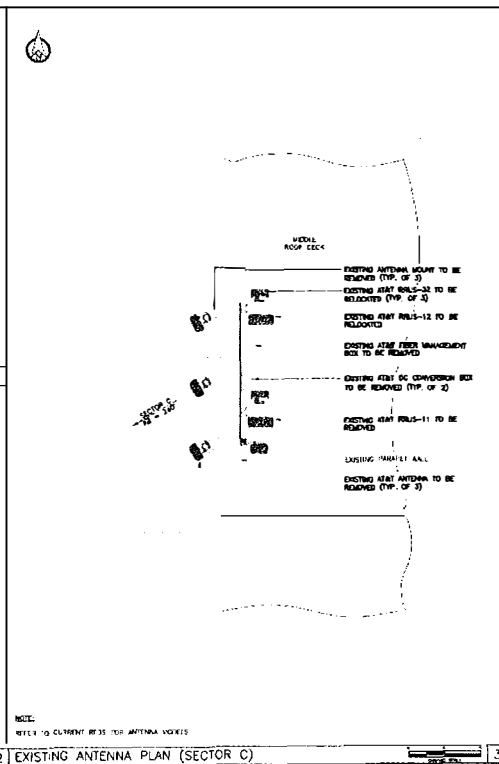 MIDDLE
ROOF DECK
EXISTING ANTENNA MOUNT TO BE
REMOVED (TYP. OF 3)
EXISTING AT&T RRUS-32 TO BE
RELOCATED (TYP. OF 3)
EXISTING AT&T RRUS-12 TO BE
RELOCATED
EXISTING AT&T FIBER MANAGEMENT
BOX TO BE REMOVED
EXISTING AT&T DC CONVERSION BOX
TO BE REMOVED (TYP. OF 2)
SECTOR C
EXISTING AT&T RRUS-11 TO BE
REMOVED
EXISTING PARAPET WALL
EXISTING AT&T ANTENNA TO BE
REMOVED (TYP. OF 3)
NOTE:
REFER TO CURRENT RFDS FOR ANTENNA MODELS
2 EXISTING ANTENNA PLAN (SECTOR C)
3